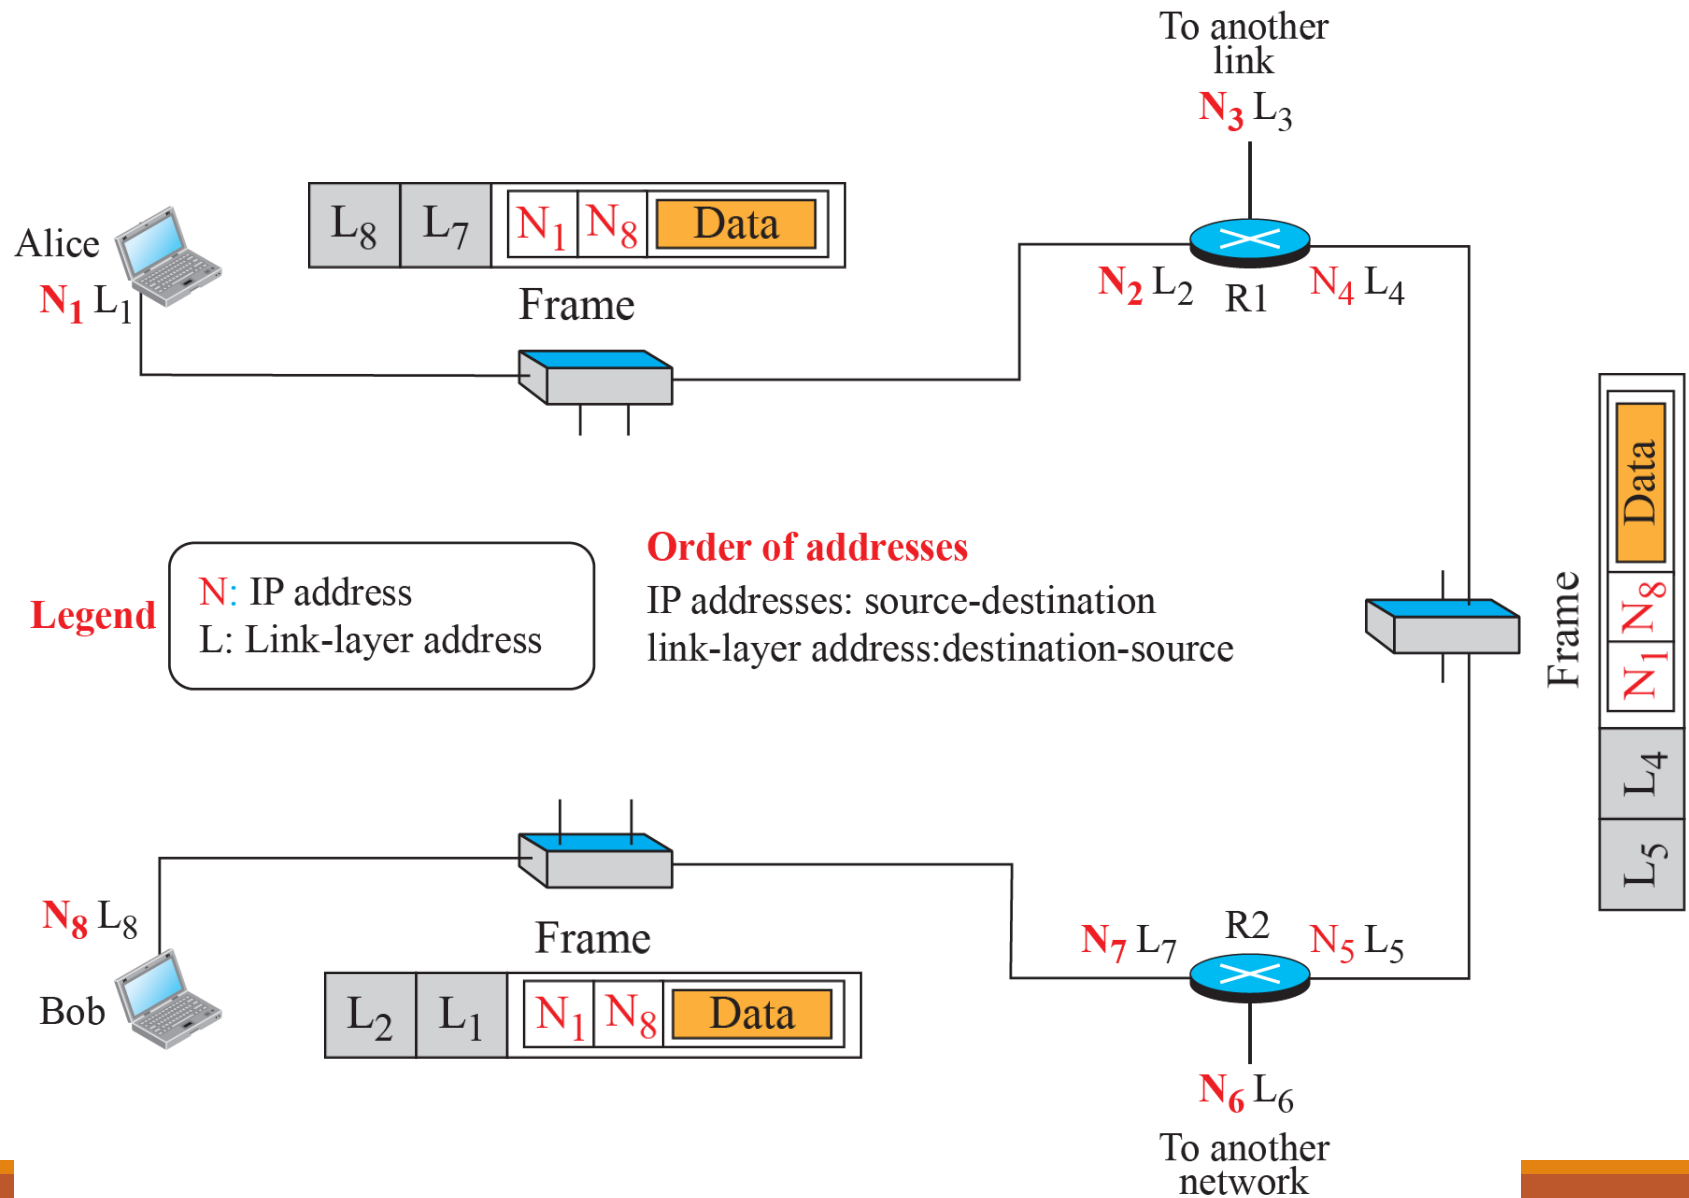 To another
link
N3 L3
L8 L7 N1 N8 Data
Alice
N1 L1
Frame
N2 L2
R1
N4 L4
Data
N8
N1
L4
L5
Frame
Order of addresses
Legend
N: IP address
L: Link-layer address
IP addresses: source-destination
link-layer address:destination-source
N8 L8
Bob
Frame
L2 L1 N1 N8 Data
N7 L7
R2
N5 L5
N6 L6
To another
network